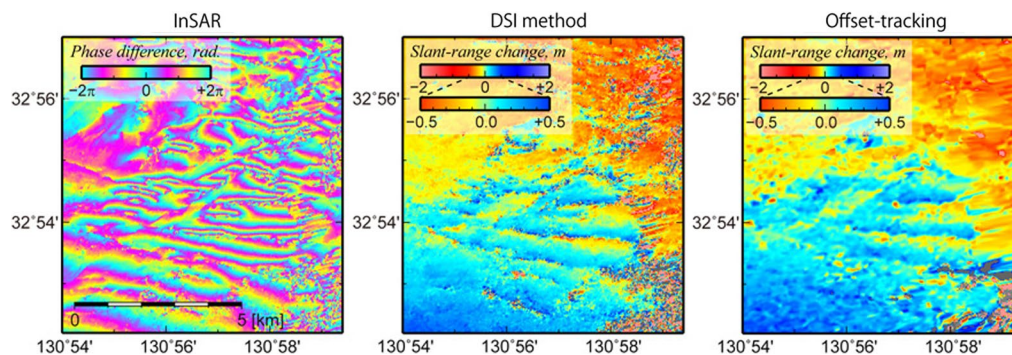 InSAR
DSI method
Offset-tracking
Phase difference, rad.
−2π 0 +2π
Slant-range change, m
-2 0 2
−0.5 0.0 +0.5
Slant-range change, m
-2 0 2
−0.5 0.0 +0.5
32°56'
32°54'
32°56'
32°54'
32°56'
32°54'
0 5 [km]
130°54' 130°56' 130°58'
130°54' 130°56' 130°58'
130°54' 130°56' 130°58'